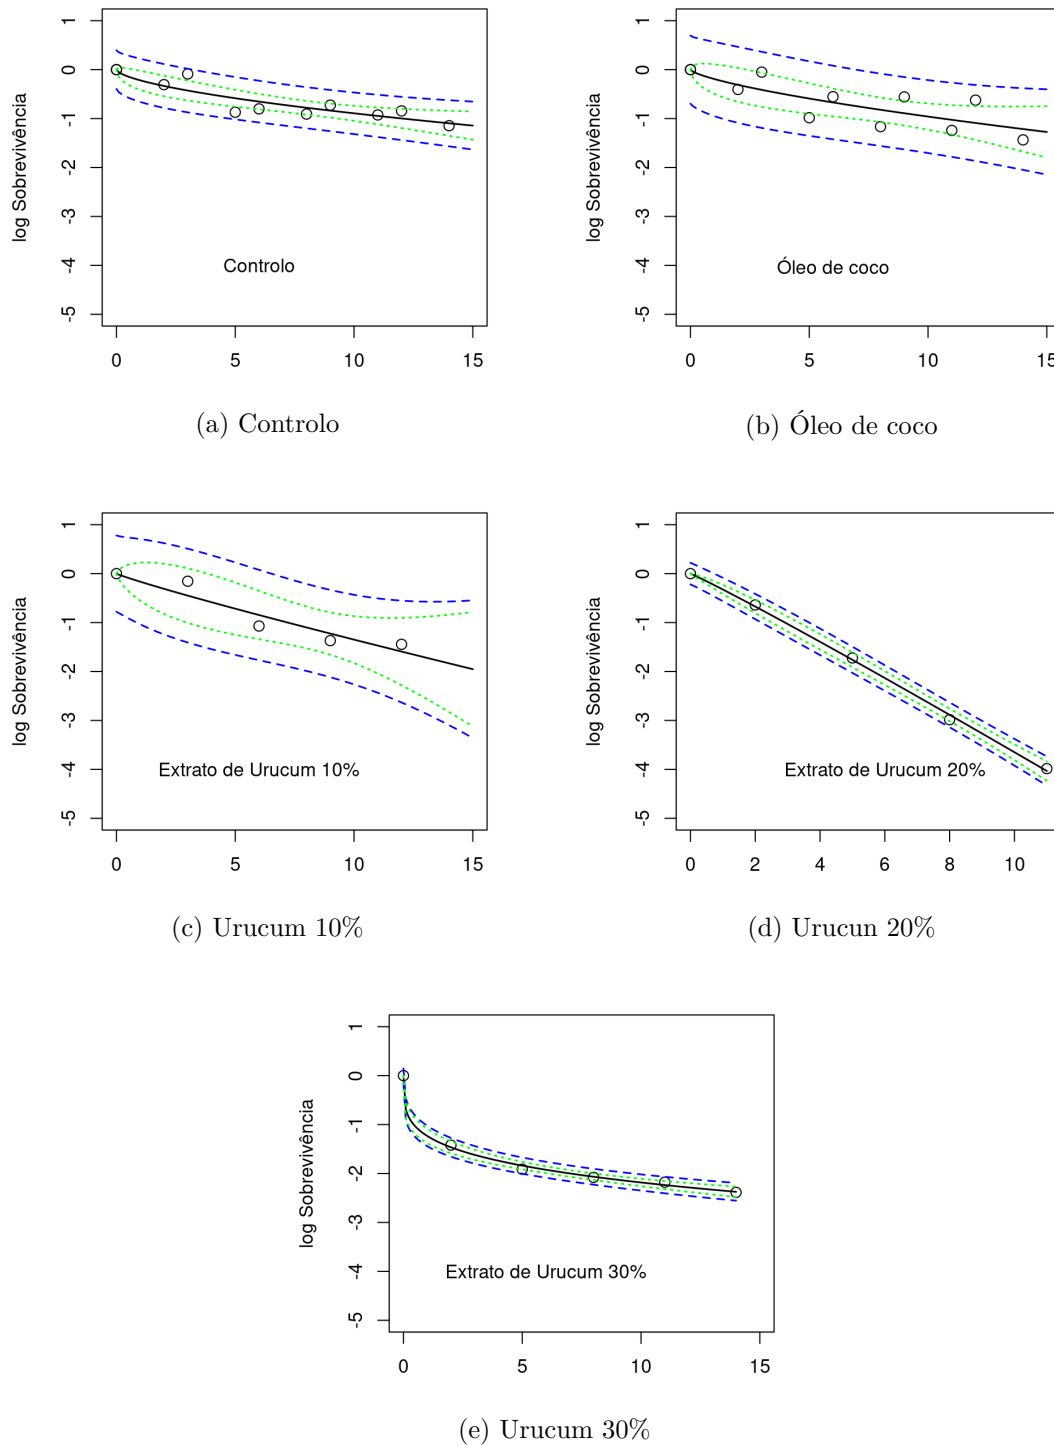 1
0
-1
-2
-3
-4
-5
log Sobrevivência
Controlo
0 5 10 15
(a) Controlo
1
0
-1
-2
-3
-4
-5
log Sobrevivência
Óleo de coco
0 5 10 15
(b) Óleo de coco
1
0
-1
-2
-3
-4
-5
log Sobrevivência
Extrato de Urucum 10%
0 5 10 15
(c) Urucum 10%
1
0
-1
-2
-3
-4
-5
log Sobrevivência
Extrato de Urucum 20%
0 2 4 6 8 10
(d) Urucun 20%
1
0
-1
-2
-3
-4
-5
log Sobrevivência
Extrato de Urucum 30%
0 5 10 15
(e) Urucum 30%